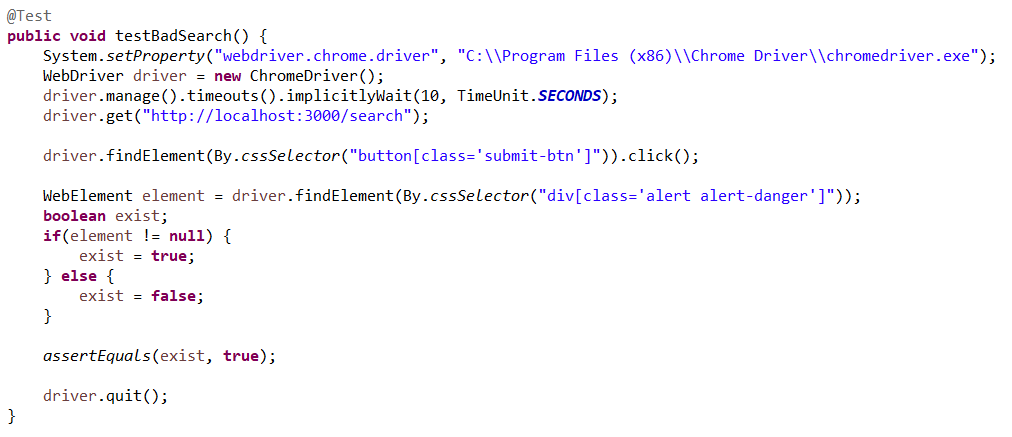 @Test
public void testBadSearch() {
    System.setProperty("webdriver.chrome.driver", "C:\\Program Files (x86)\\Chrome Driver\\chromedriver.exe");
    WebDriver driver = new ChromeDriver();
    driver.manage().timeouts().implicitlyWait(10, TimeUnit.SECONDS);
    driver.get("http://localhost:3000/search");

    driver.findElement(By.cssSelector("button[class='submit-btn']")).click();

    WebElement element = driver.findElement(By.cssSelector("div[class='alert alert-danger']"));
    boolean exist;
    if(element != null) {
        exist = true;
    } else {
        exist = false;
    }

    assertEquals(exist, true);

    driver.quit();
}